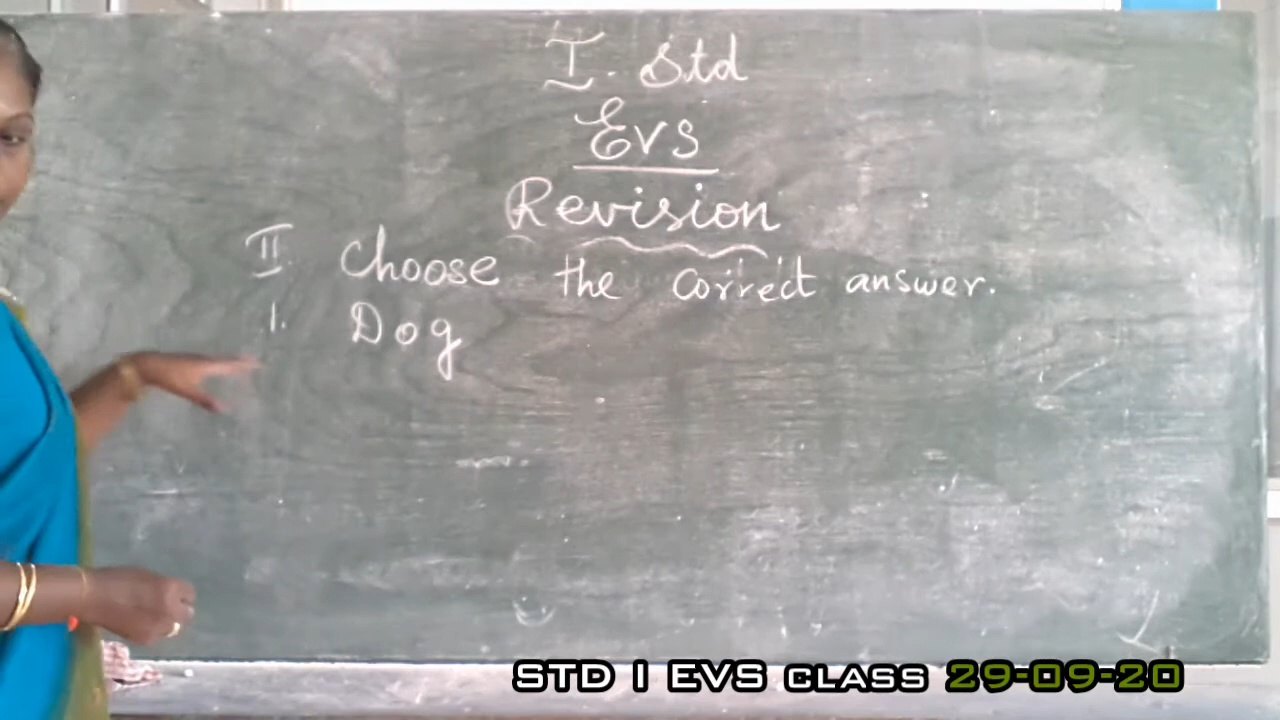 I. Std
EVS
Revision
II. Choose the correct answer.
1. Dog
STD I EVS CLASS 29-09-20